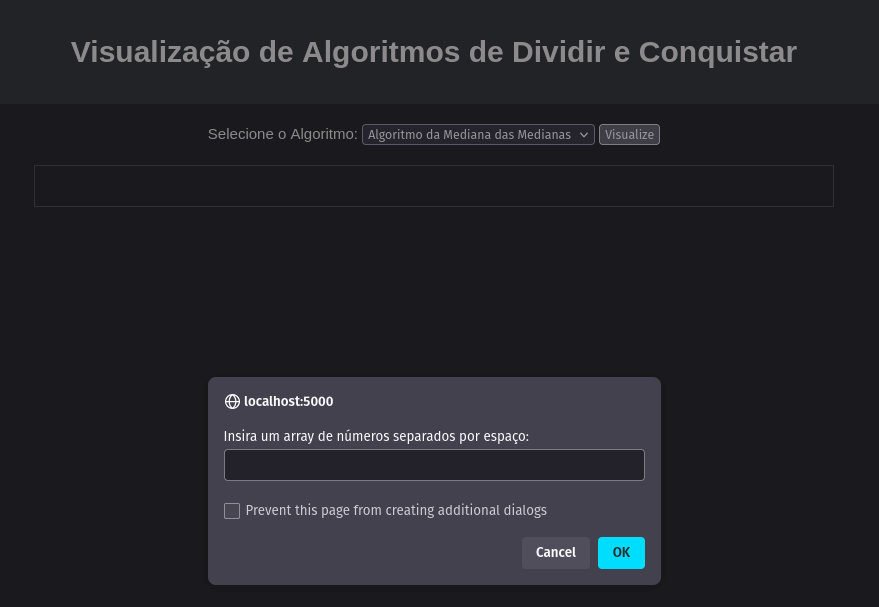 Visualização de Algoritmos de Dividir e Conquistar
Selecione o Algoritmo: Algoritmo da Mediana das Medianas Visualize
localhost:5000
Insira um array de números separados por espaço:
Prevent this page from creating additional dialogs
Cancel OK